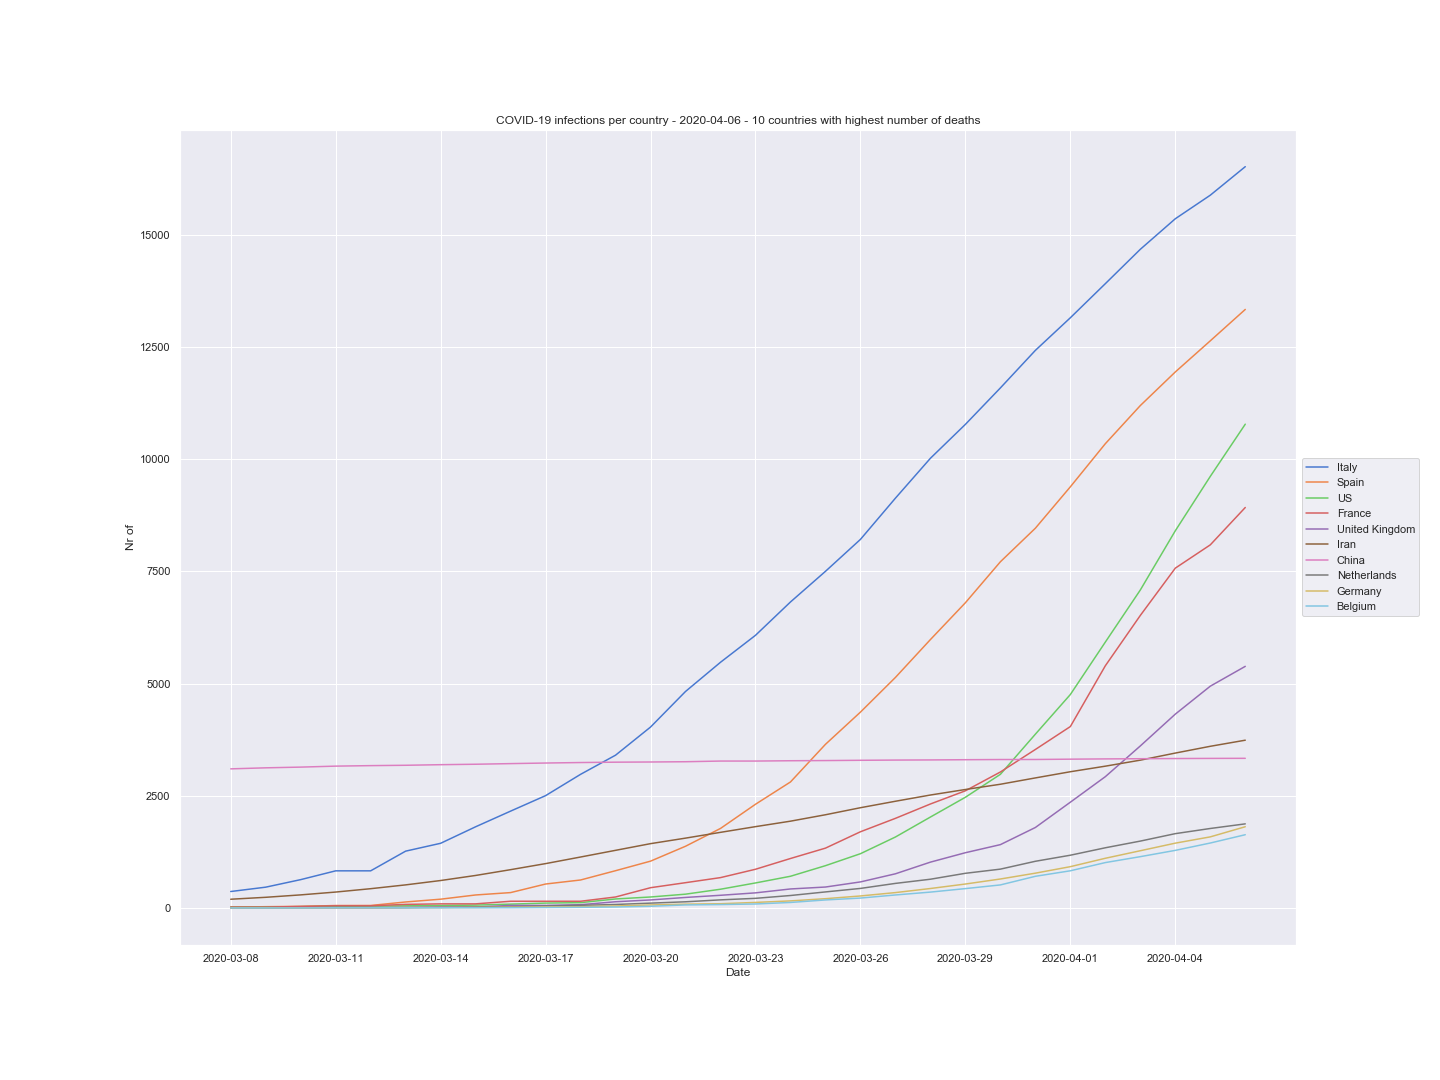 COVID-19 infections per country - 2020-04-06 - 10 countries with highest number of deaths
15000
12500
10000
7500
5000
2500
0
Nr of
2020-03-08 2020-03-11 2020-03-14 2020-03-17 2020-03-20 2020-03-23 2020-03-26 2020-03-29 2020-04-01 2020-04-04
Date
Italy
Spain
US
France
United Kingdom
Iran
China
Netherlands
Germany
Belgium